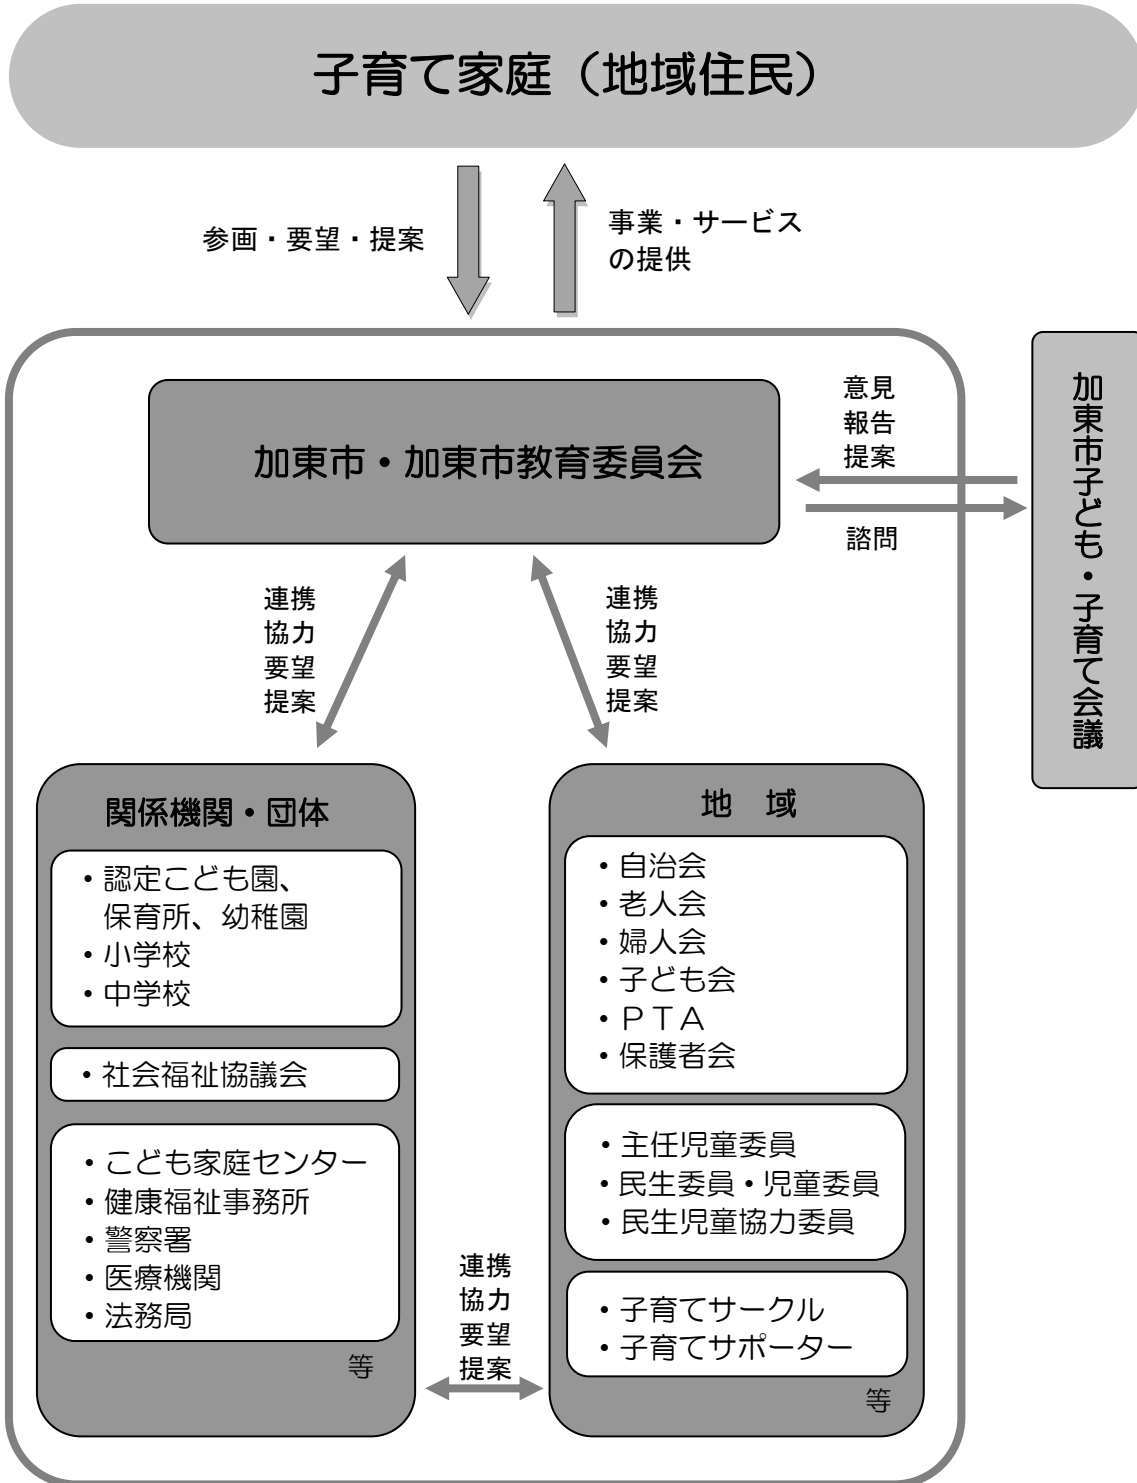 子育て家庭（地域住民）
参画・要望・提案
事業・サービス
の提供
加東市・加東市教育委員会
意見
報告
提案
諮問
加東市子ども・子育て会議
連携
協力
要望
提案
連携
協力
要望
提案
関係機関・団体
・認定こども園、
保育所、幼稚園
・小学校
・中学校
・社会福祉協議会
・こども家庭センター
・健康福祉事務所
・警察署
・医療機関
・法務局
等
連携
協力
要望
提案
地　域
・自治会
・老人会
・婦人会
・子ども会
・ＰＴＡ
・保護者会
・主任児童委員
・民生委員・児童委員
・民生児童協力委員
・子育てサークル
・子育てサポーター
等